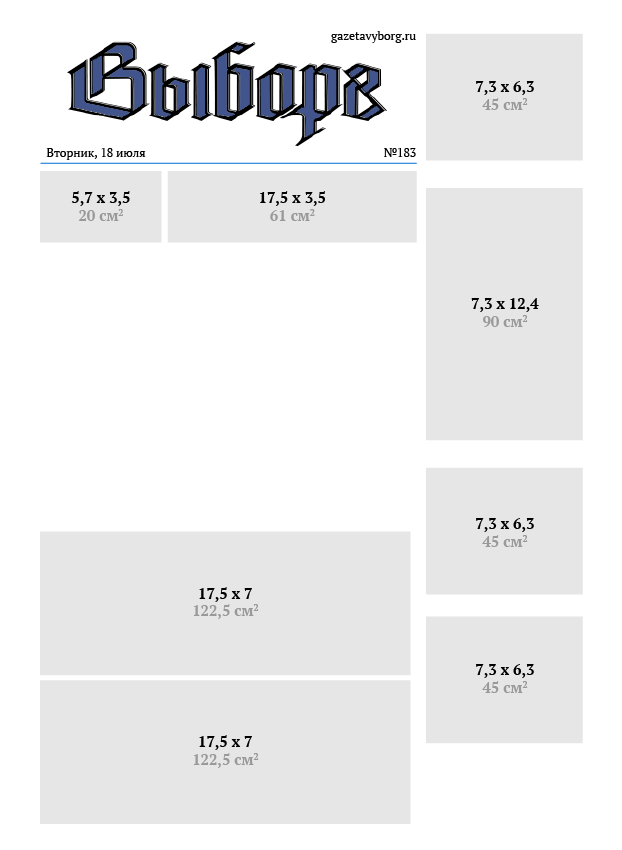 gazetavyborg.ru
Выборг
Вторник, 18 июля
№183
5,7 x 3,5
20 см²
17,5 x 3,5
61 см²
7,3 x 6,3
45 см²
7,3 x 12,4
90 см²
7,3 x 6,3
45 см²
7,3 x 6,3
45 см²
17,5 x 7
122,5 см²
17,5 x 7
122,5 см²